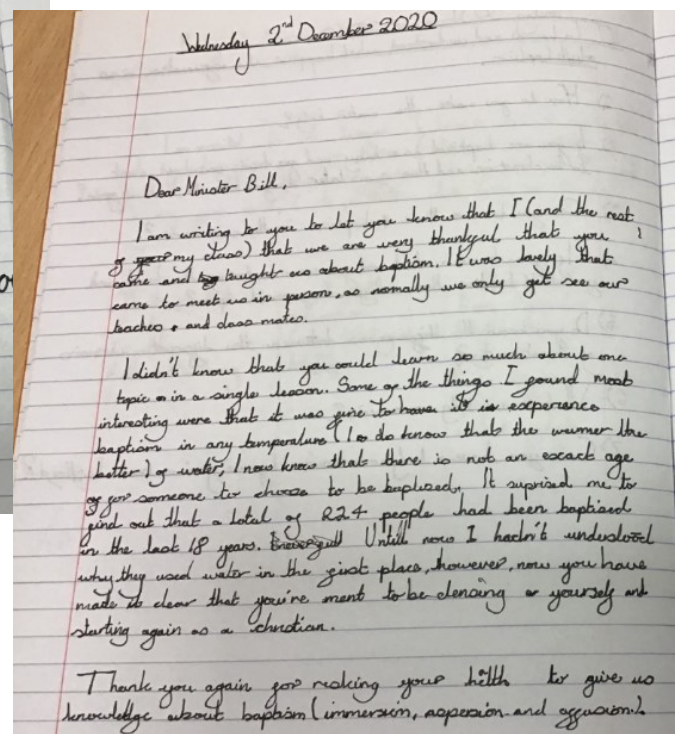 Wednesday 2nd December 2020
Dear Minister Bill,
I am writing to you to let you know that I (and the rest
of my class) that we are very thankful that you
came and taught us about baptism. It was lovely that
came to meet us in person, as normally we only get see our
teaches and class mates.
I didn't know that you could learn so much about one
topic in a single lesson. Some of the things I found most
interesting were that it was fine to have experience
baptism in any temperature (I do know that the warmer the
better) of water, I now know that there is not an escact age
for someone to choose to be baptised. It suprised me to
find out that a total of 224 people had been baptised
in the last 18 years. Untill now I hadn't understood
why they used water in the first place, however, now you have
made it clear that you're ment to be clensing yourself and
starting again as a christian.
Thank you again for risking your helth to give us
knowledge about baptism (immersion, aspersion and affusion).